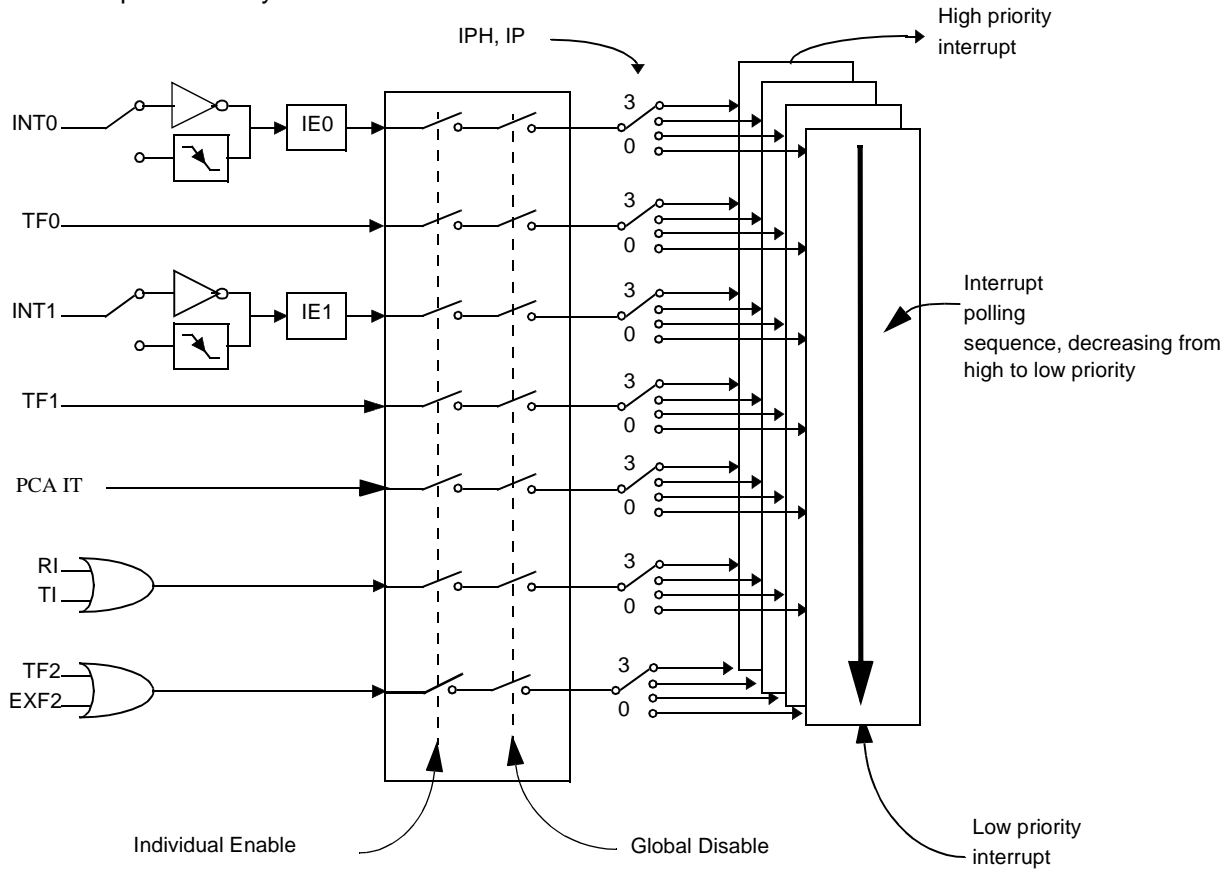 High priority
interrupt
IPH, IP
INT0
IE0
3
0
TF0
3
0
INT1
IE1
3
0
Interrupt
polling
sequence, decreasing from
high to low priority
TF1
3
0
PCA IT
3
0
RI
TI
3
0
TF2
EXF2
3
0
Individual Enable
Global Disable
Low priority
interrupt